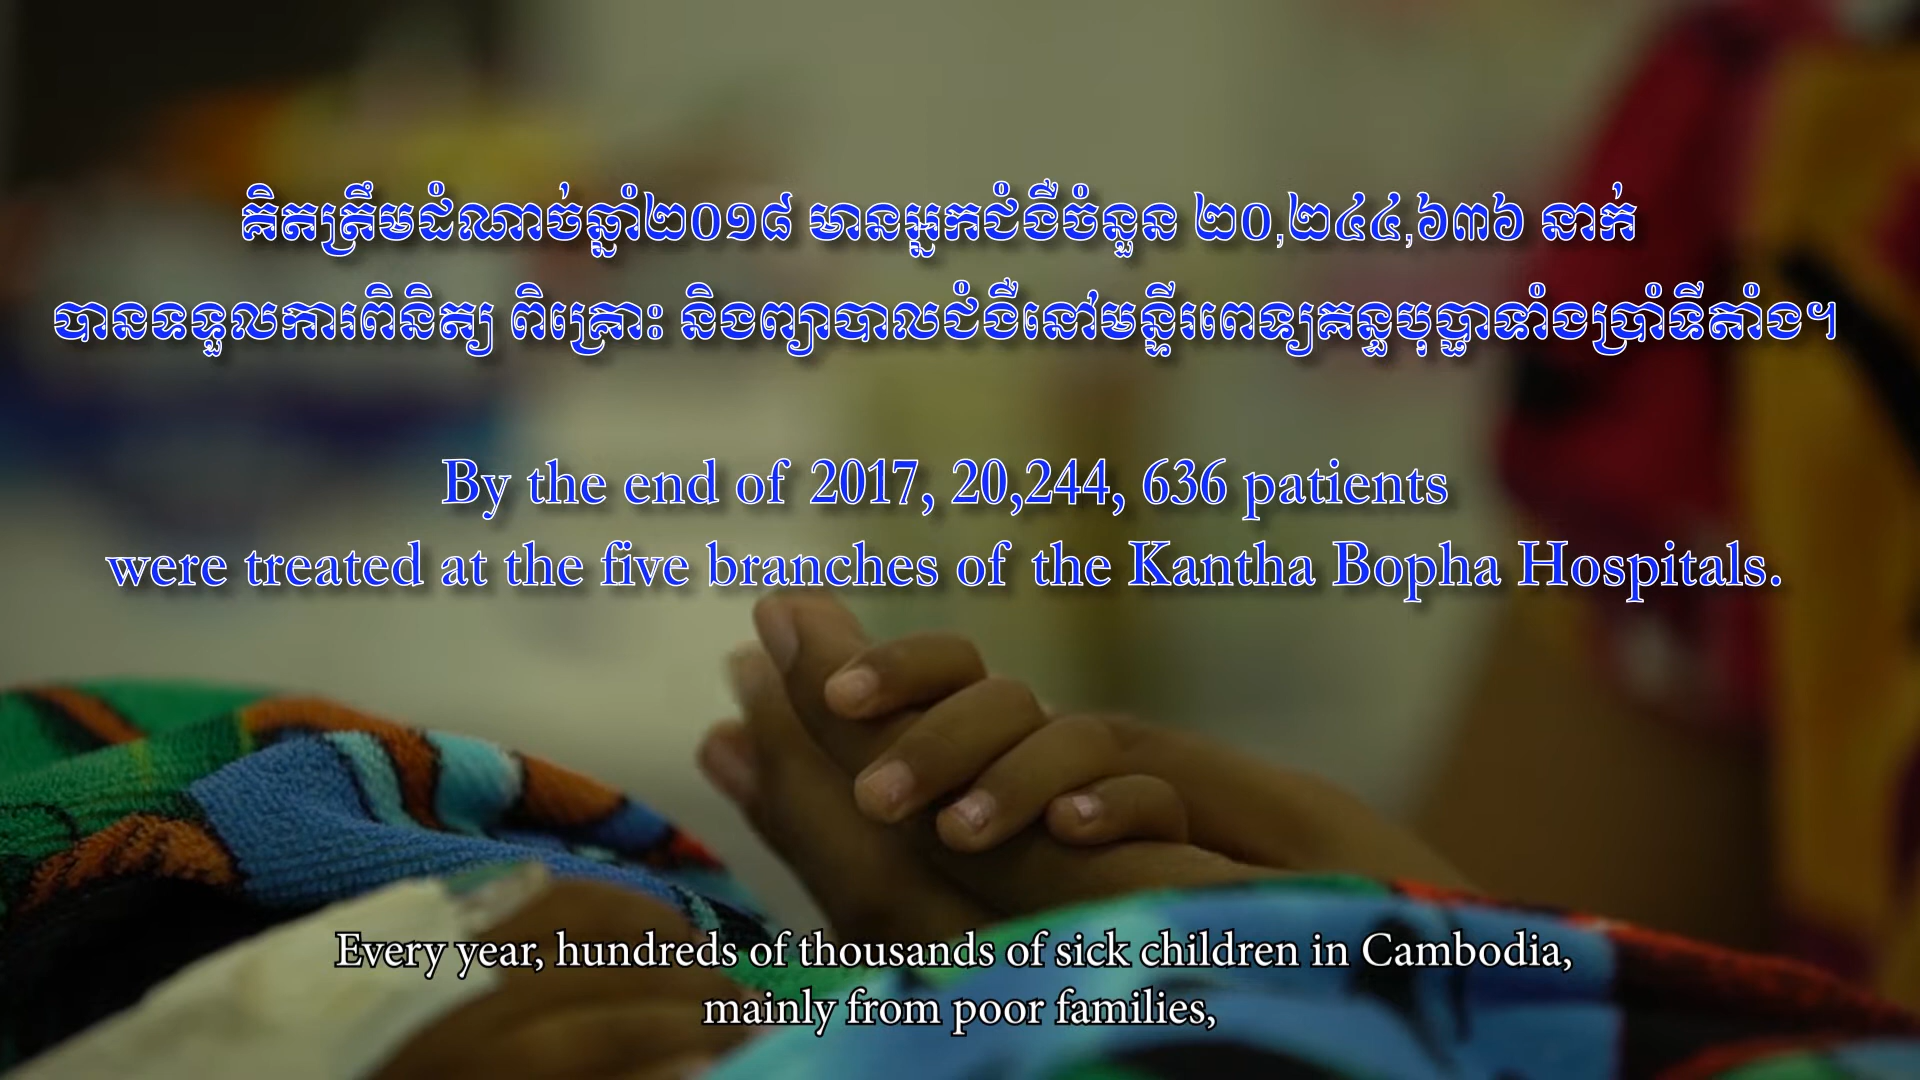 គិតត្រឹមដំណាច់ឆ្នាំ២០១៨ មានអ្នកជំងឺចំនួន ២០,២៤៤,៦៣៦ នាក់
បានទទួលការពិនិត្យ ពិគ្រោះ និងព្យាបាលជំងឺនៅមន្ទីរពេទ្យគន្ធបុប្ផាទាំងប្រាំទីតាំង។
By the end of 2017, 20,244, 636 patients
were treated at the five branches of the Kantha Bopha Hospitals.
Every year, hundreds of thousands of sick children in Cambodia,
mainly from poor families,